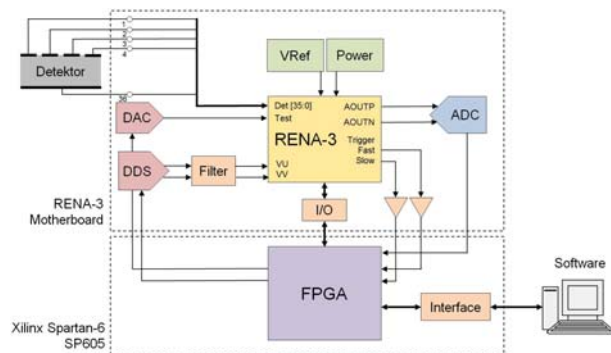 1
2
3
4
36
Detektor
VRef
Power
DAC
Det [35:0]
Test
AOUTP
AOUTN
RENA-3
ADC
Trigger
Fast
Slow
DDS
Filter
VU
VV
I/O
RENA-3
Motherboard
FPGA
Interface
Software
Xilinx Spartan-6
SP605